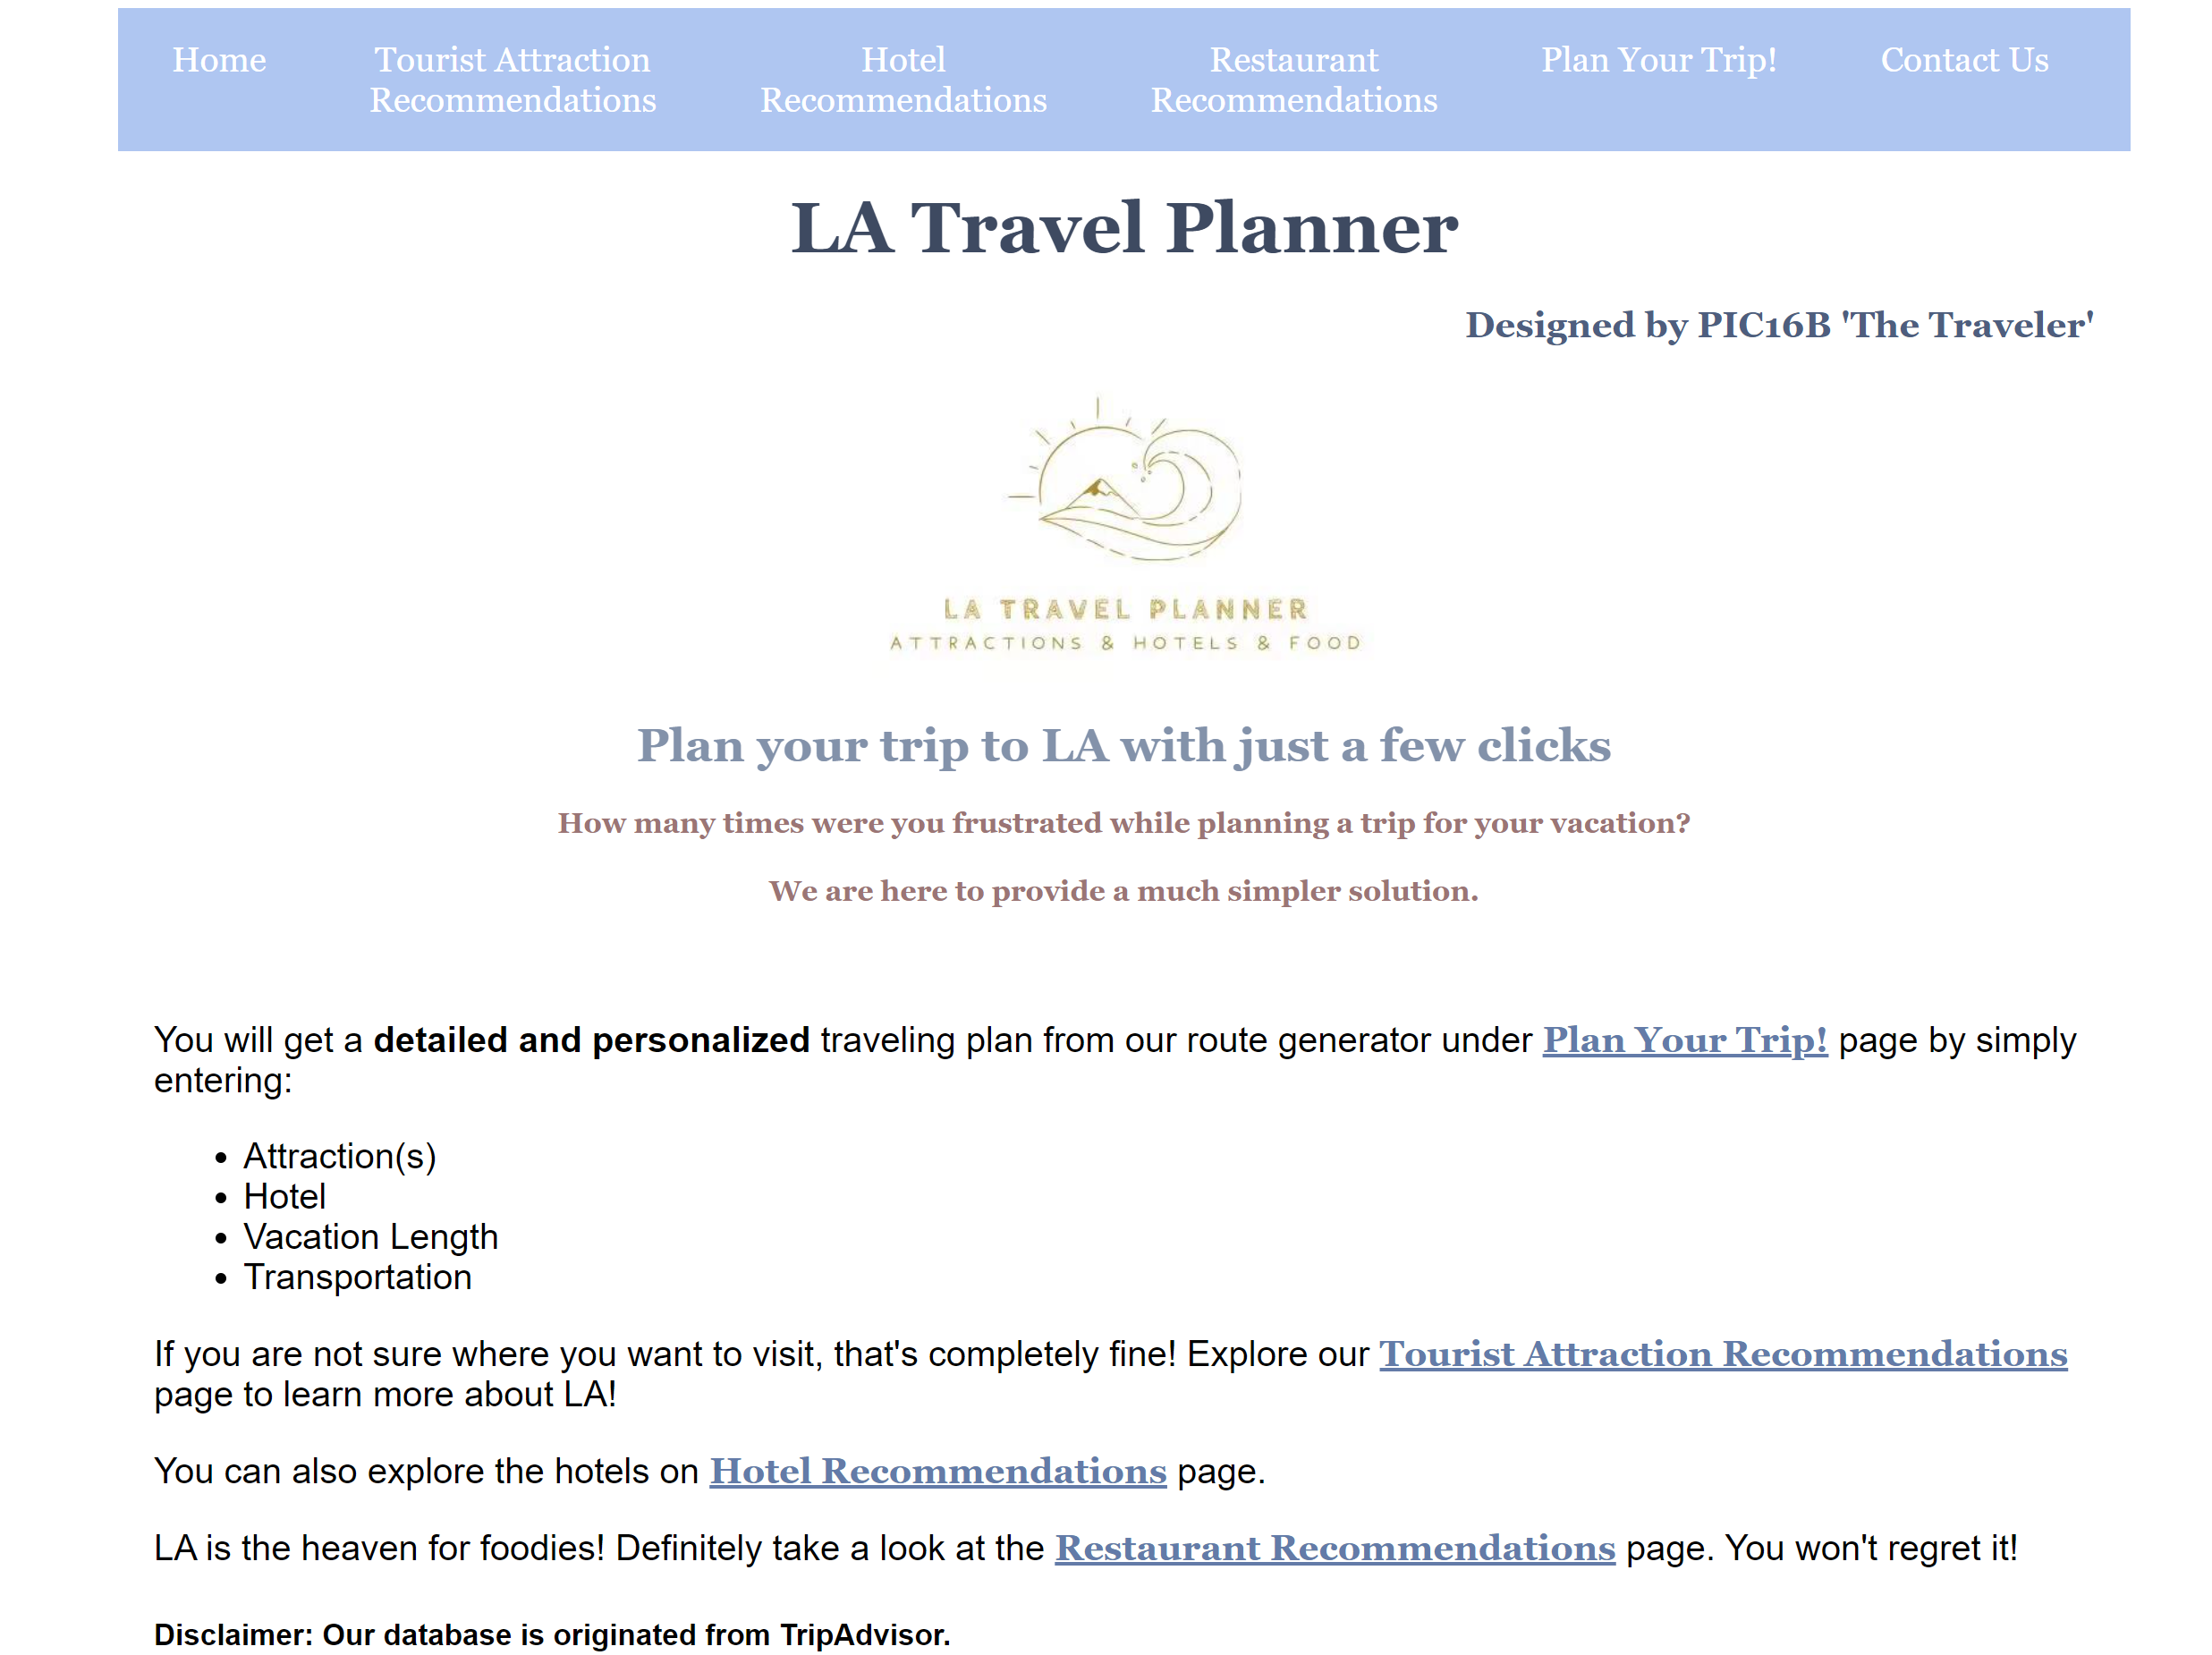 Home
Tourist Attraction
Recommendations
Hotel
Recommendations
Restaurant
Recommendations
Plan Your Trip!
Contact Us
LA Travel Planner
Designed by PIC16B 'The Traveler'
LA TRAVEL PLANNER
ATTRACTIONS & HOTELS & FOOD
Plan your trip to LA with just a few clicks
How many times were you frustrated while planning a trip for your vacation?
We are here to provide a much simpler solution.
You will get a detailed and personalized traveling plan from our route generator under Plan Your Trip! page by simply
entering:
• Attraction(s)
• Hotel
• Vacation Length
• Transportation
If you are not sure where you want to visit, that's completely fine! Explore our Tourist Attraction Recommendations
page to learn more about LA!
You can also explore the hotels on Hotel Recommendations page.
LA is the heaven for foodies! Definitely take a look at the Restaurant Recommendations page. You won't regret it!
Disclaimer: Our database is originated from TripAdvisor.